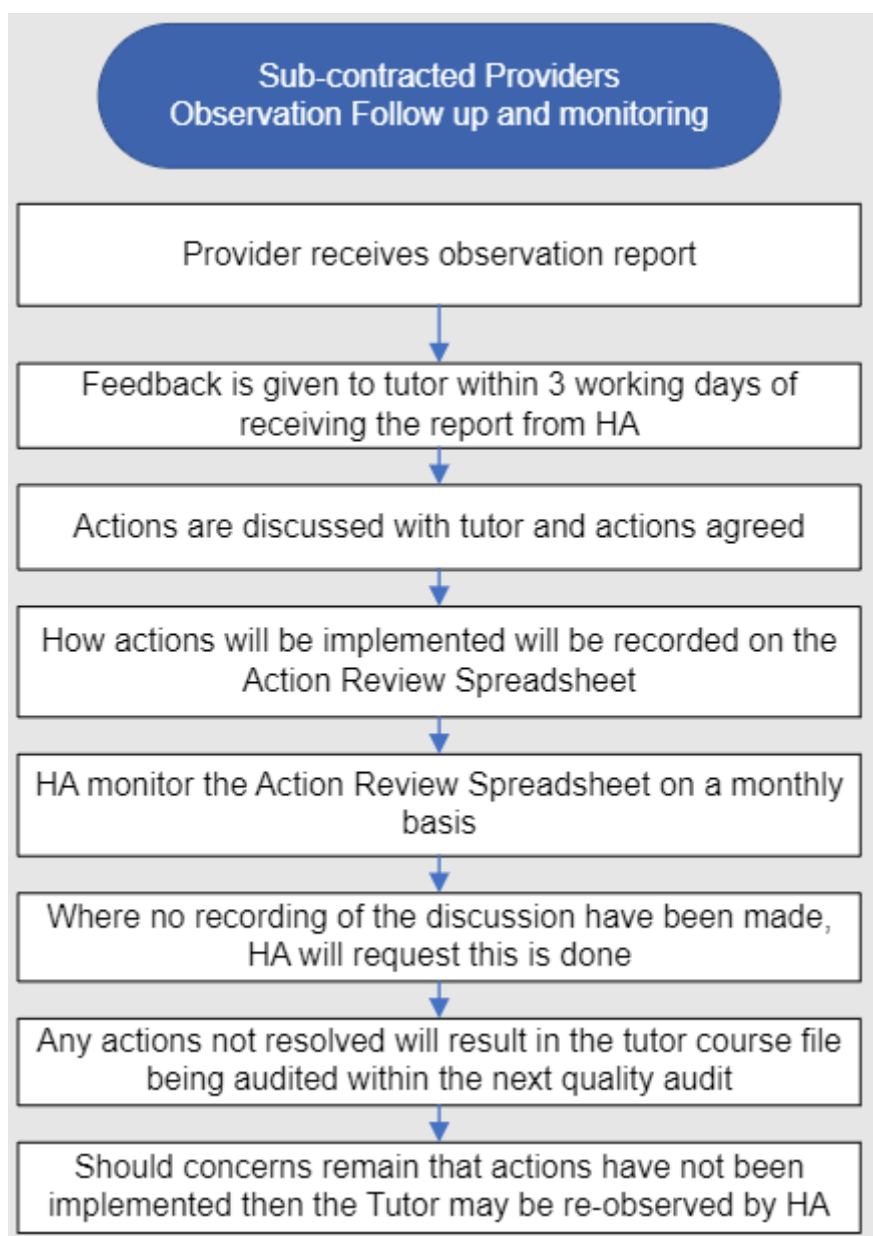 Sub-contracted Providers
Observation Follow up and monitoring
Provider receives observation report
Feedback is given to tutor within 3 working days of
receiving the report from HA
Actions are discussed with tutor and actions agreed
How actions will be implemented will be recorded on the
Action Review Spreadsheet
HA monitor the Action Review Spreadsheet on a monthly
basis
Where no recording of the discussion have been made,
HA will request this is done
Any actions not resolved will result in the tutor course file
being audited within the next quality audit
Should concerns remain that actions have not been
implemented then the Tutor may be re-observed by HA